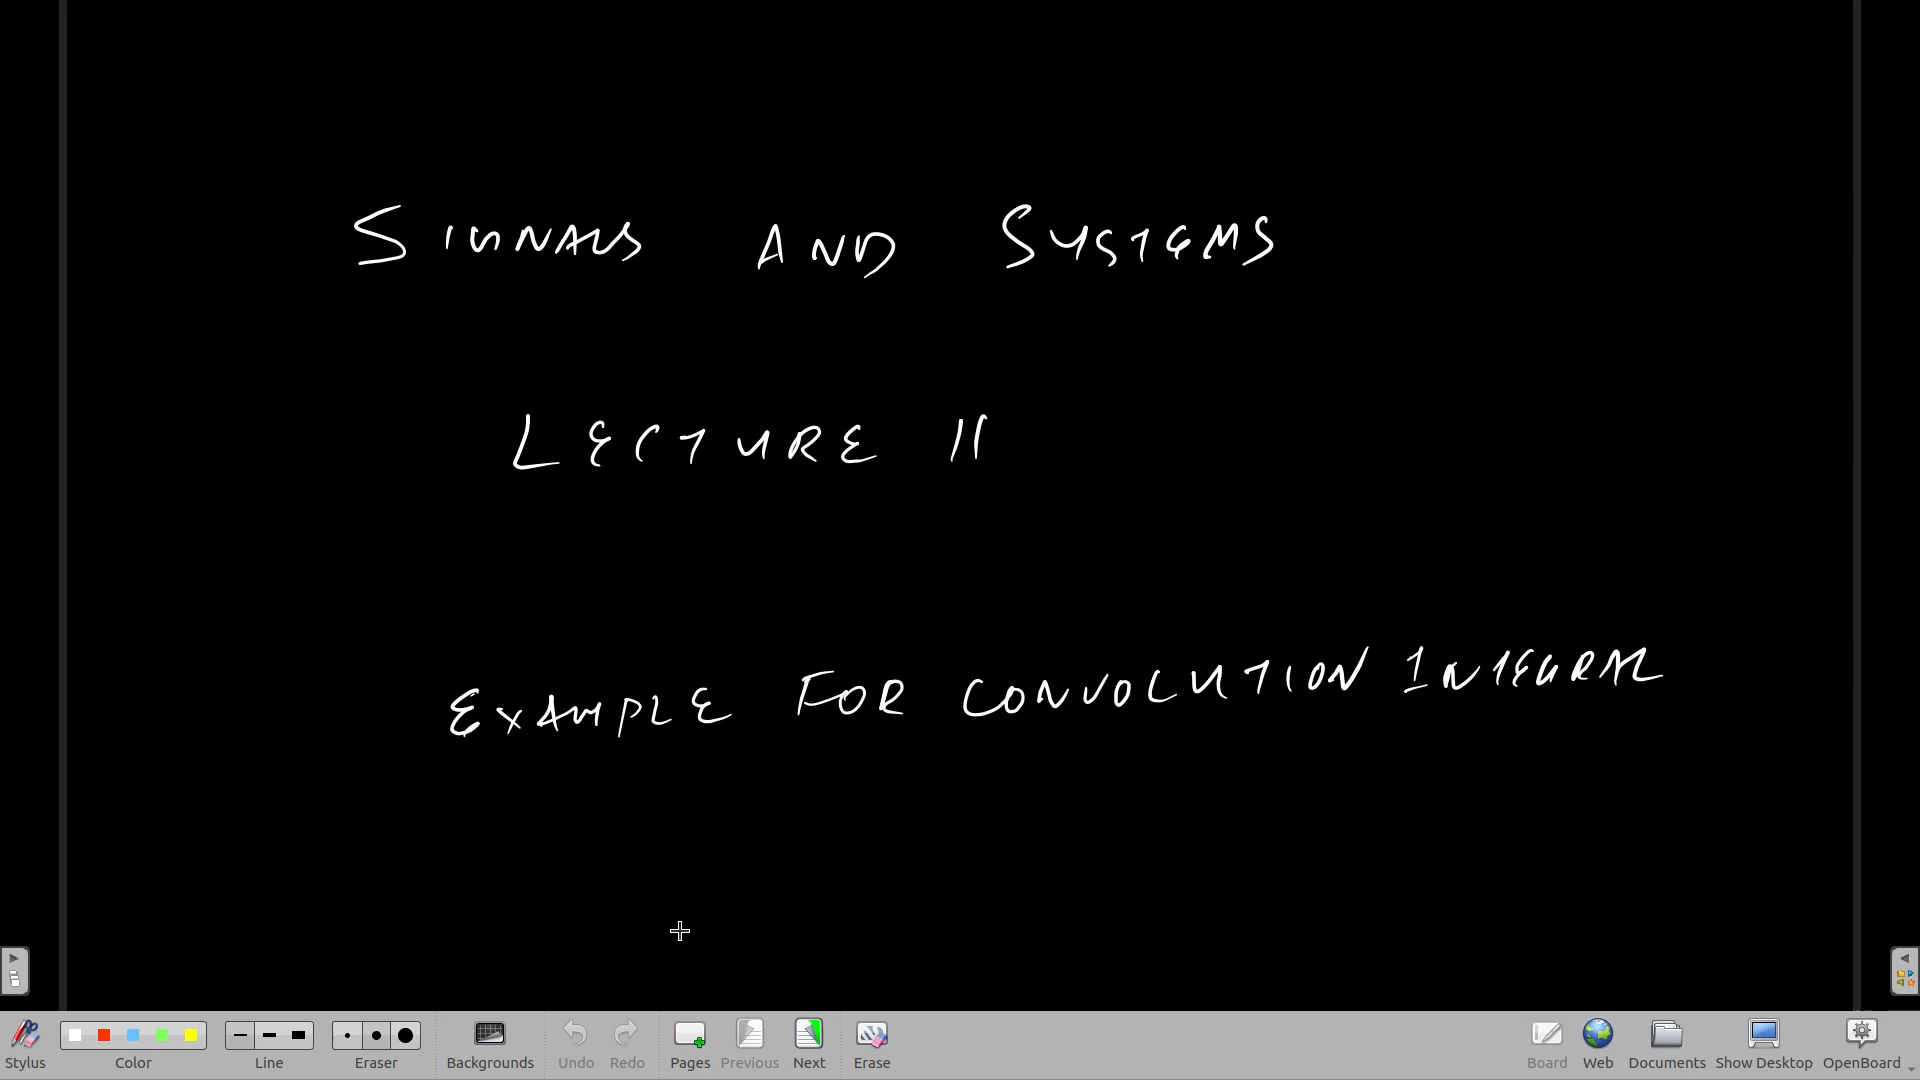 SIGNALS AND SYSTEMS
LECTURE 11
EXAMPLE FOR CONVOLUTION INTEGRAL
Stylus Color Line Eraser Backgrounds Undo Redo Pages Previous Next Erase Board Web Documents Show Desktop OpenBoard